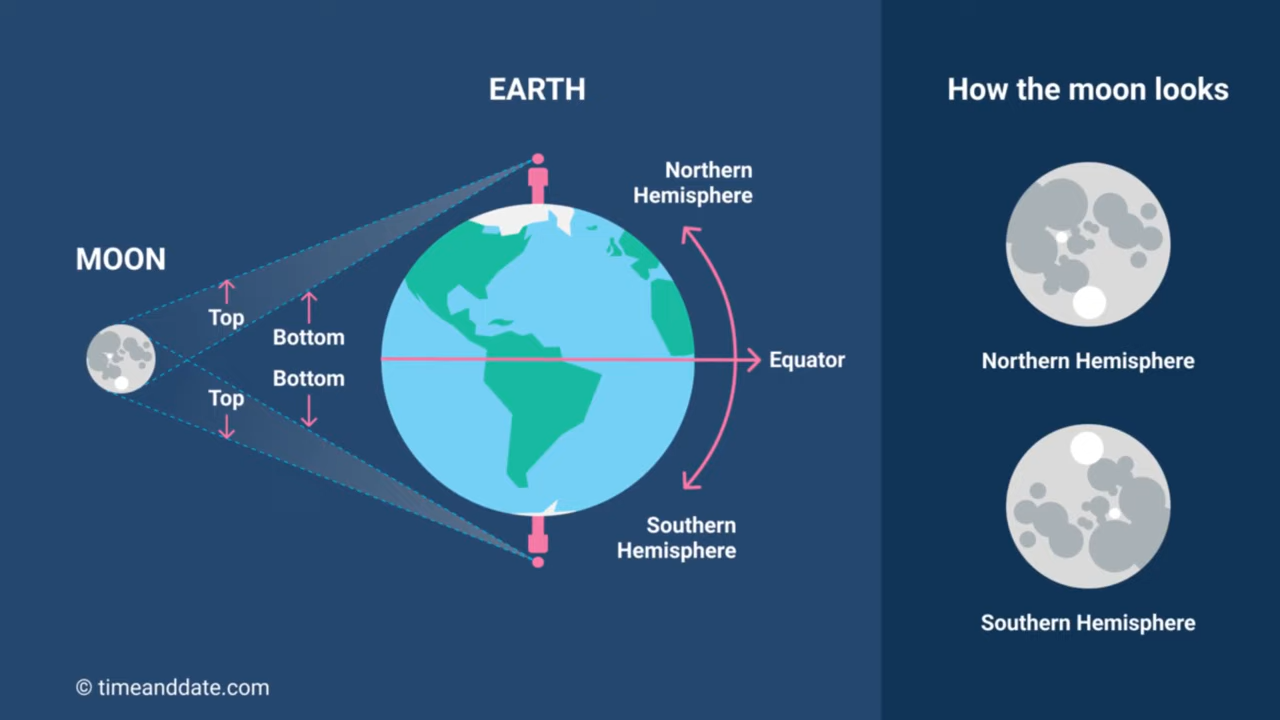 EARTH
How the moon looks
Northern
Hemisphere
MOON
Top
Bottom
Equator
Bottom
Top
Northern Hemisphere
Southern
Hemisphere
Southern Hemisphere
© timeanddate.com